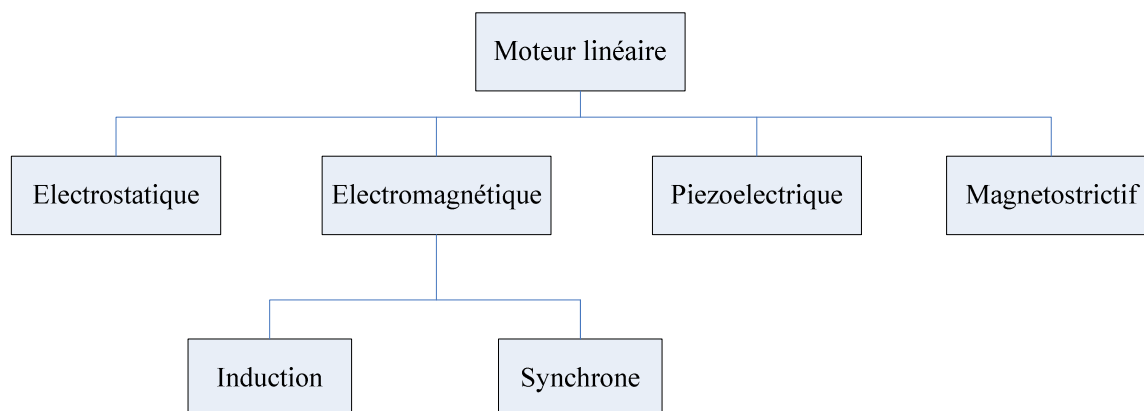 Moteur linéaire
Electrostatique
Electromagnétique
Piezoelectrique
Magnetostrictif
Induction
Synchrone